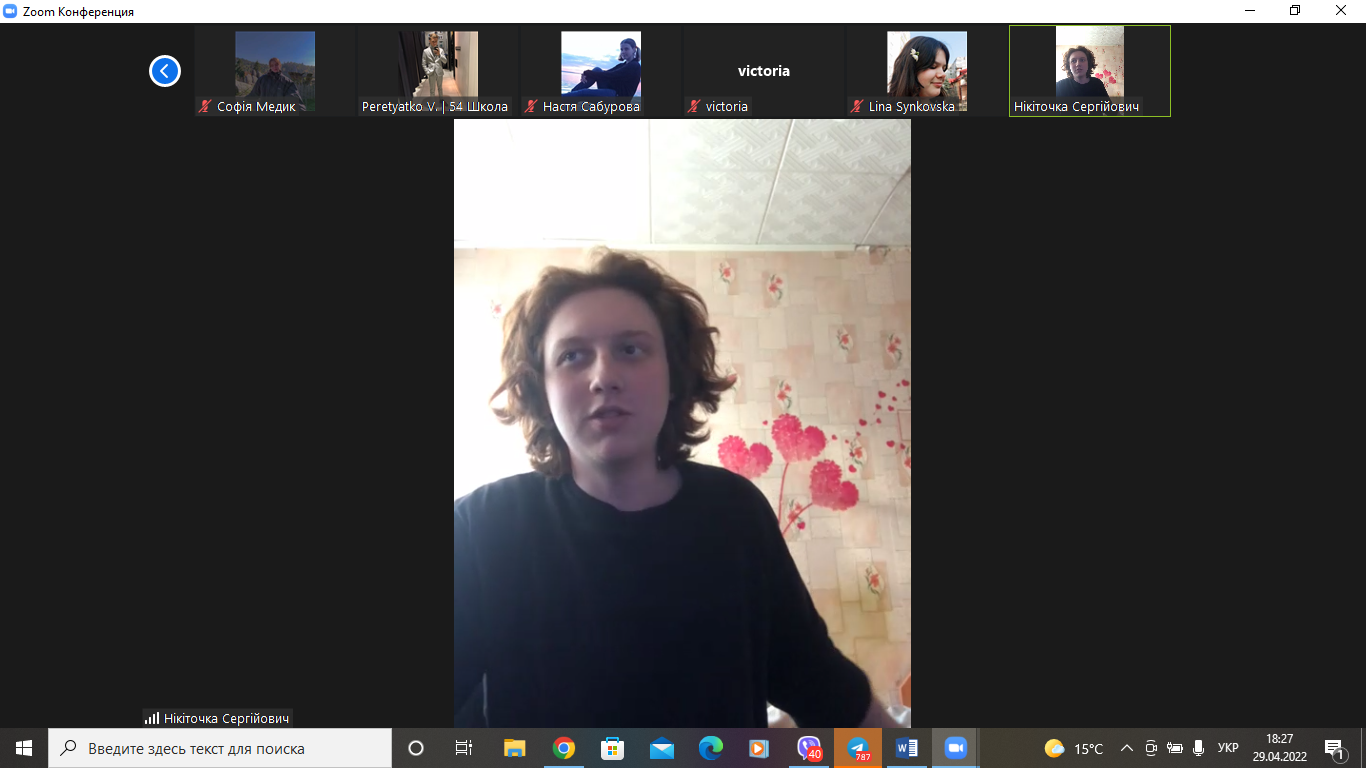 Zoom Конференция
Софія Медик
Peretyatko V. | 54 Школа
Настя Сабурова
victoria
victoria
Lina Synkovska
Нікіточка Сергійович
Нікіточка Сергійович
Введите здесь текст для поиска
40
787
15°C
УКР
18:27
29.04.2022
1